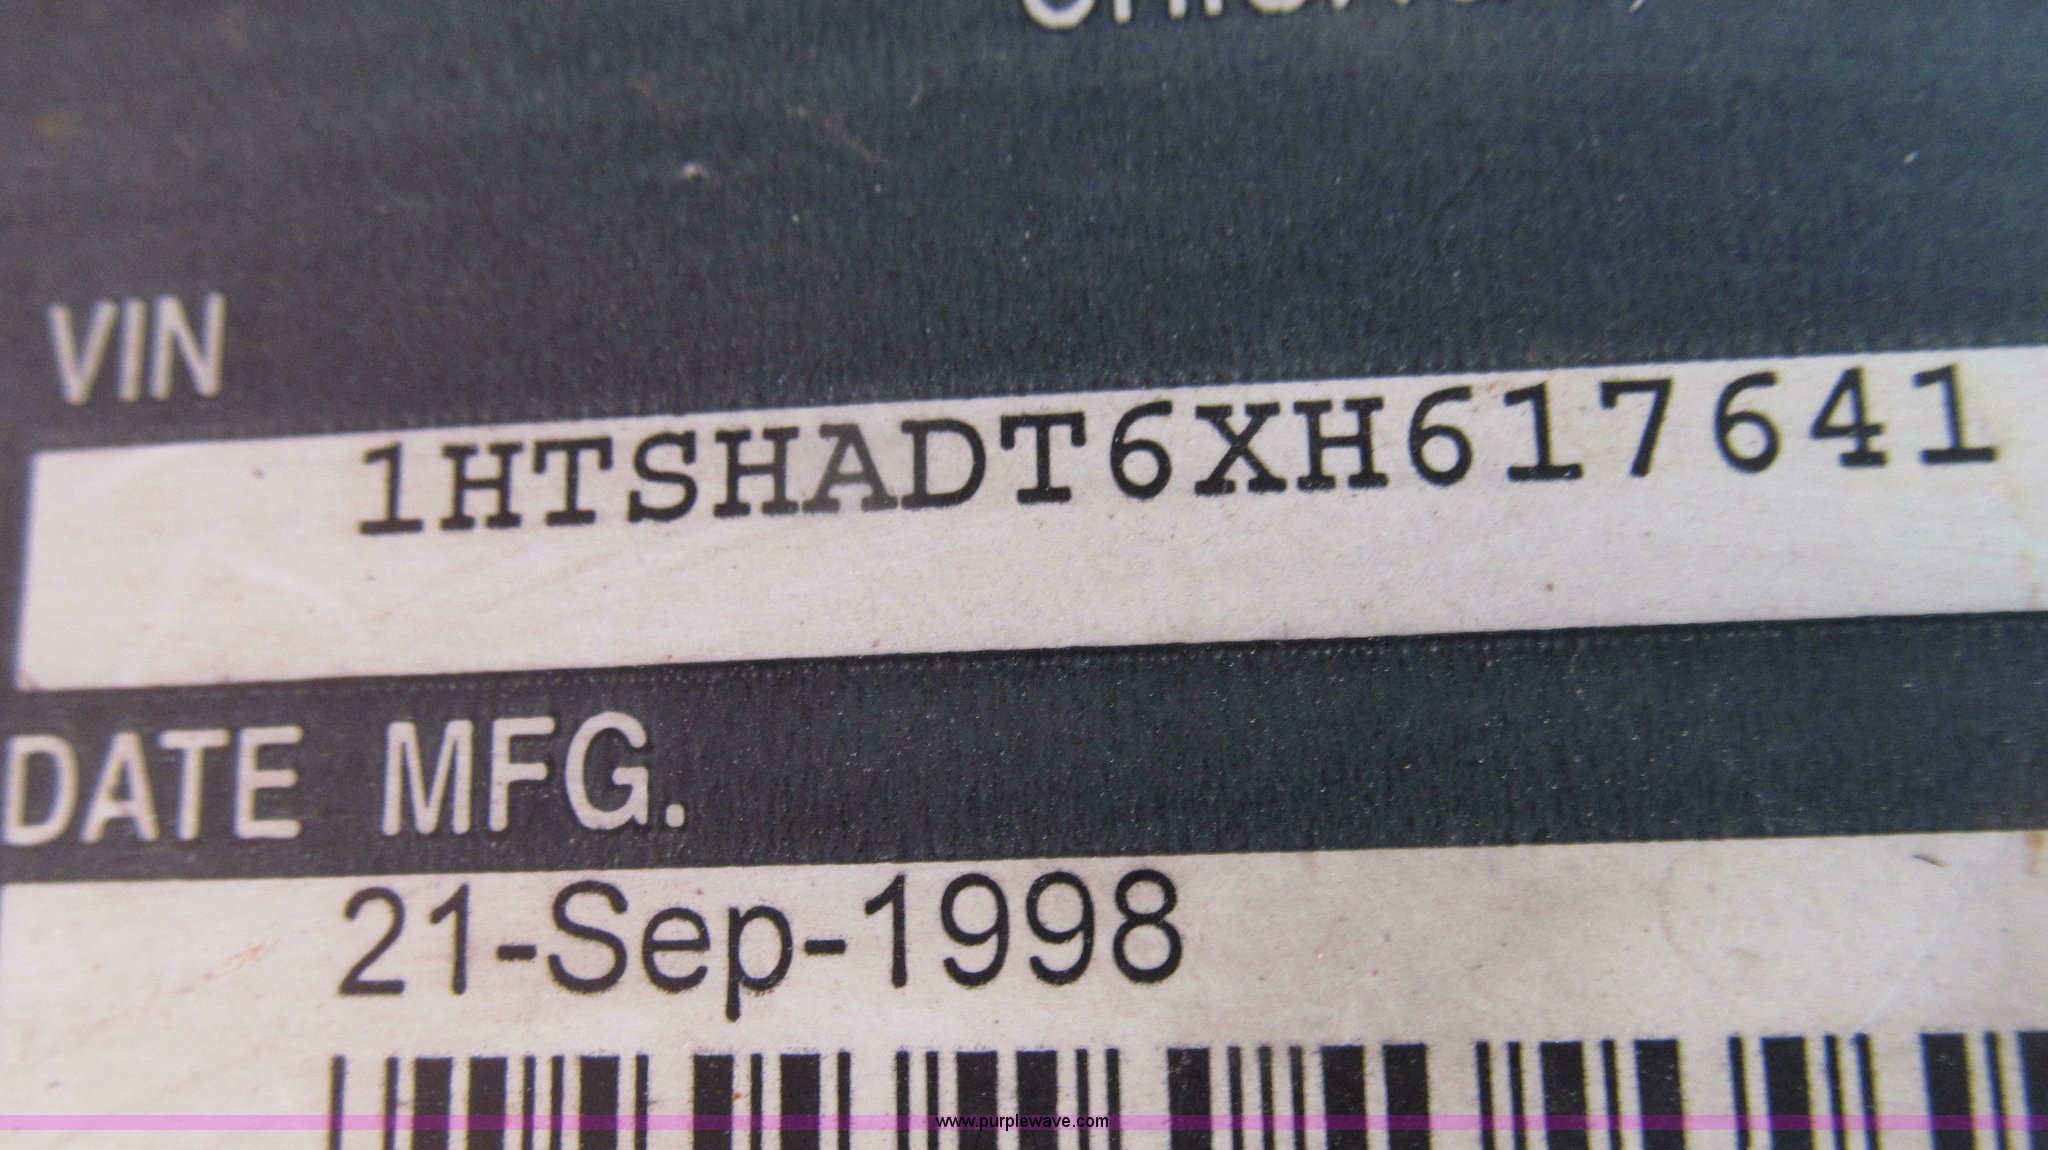 VIN
1HTSHADT6XH617641
DATE MFG.
21-Sep-1998
www.purplewave.com